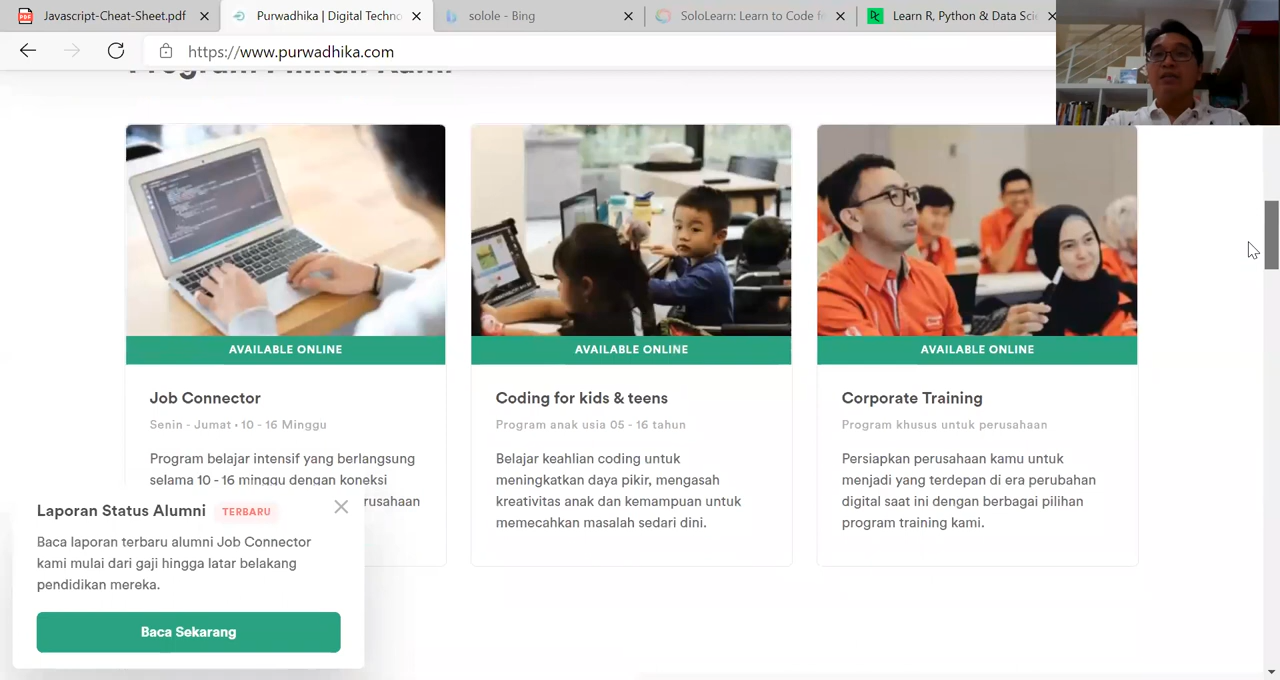 Javascript-Cheat-Sheet.pdf
Purwadhika | Digital Techno
solole - Bing
SoloLearn: Learn to Code f
Learn R, Python & Data Sci
https://www.purwadhika.com
Program Pilihan Kami
AVAILABLE ONLINE
Job Connector
Senin - Jumat • 10 - 16 Minggu
Program belajar intensif yang berlangsung
selama 10 - 16 minggu dengan koneksi
rusahaan
AVAILABLE ONLINE
Coding for kids & teens
Program anak usia 05 - 16 tahun
Belajar keahlian coding untuk
meningkatkan daya pikir, mengasah
kreativitas anak dan kemampuan untuk
memecahkan masalah sedari dini.
AVAILABLE ONLINE
Corporate Training
Program khusus untuk perusahaan
Persiapkan perusahaan kamu untuk
menjadi yang terdepan di era perubahan
digital saat ini dengan berbagai pilihan
program training kami.
Laporan Status Alumni TERBARU
Baca laporan terbaru alumni Job Connector
kami mulai dari gaji hingga latar belakang
pendidikan mereka.
Baca Sekarang